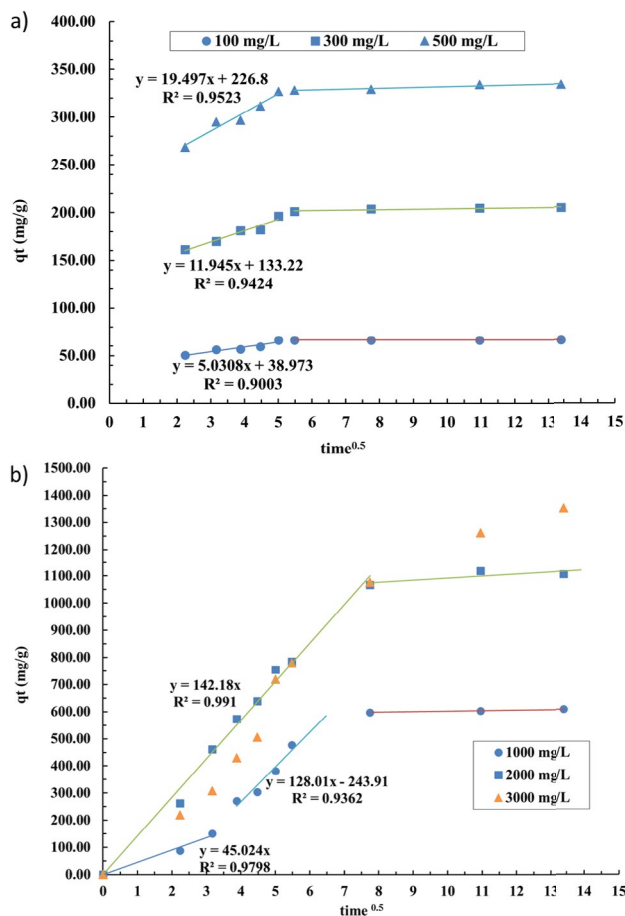 a)
100 mg/L 300 mg/L 500 mg/L
400.00
350.00
300.00
250.00
200.00
150.00
100.00
50.00
0.00
qt (mg/g)
y = 19.497x + 226.8
R² = 0.9523
y = 11.945x + 133.22
R² = 0.9424
y = 5.0308x + 38.973
R² = 0.9003
0 1 2 3 4 5 6 7 8 9 10 11 12 13 14 15
time0.5
b)
1500.00
1400.00
1300.00
1200.00
1100.00
1000.00
900.00
800.00
700.00
600.00
500.00
400.00
300.00
200.00
100.00
0.00
qt (mg/g)
y = 142.18x
R² = 0.991
y = 128.01x - 243.91
R² = 0.9362
y = 45.024x
R² = 0.9798
1000 mg/L
2000 mg/L
3000 mg/L
0 1 2 3 4 5 6 7 8 9 10 11 12 13 14 15
time 0.5